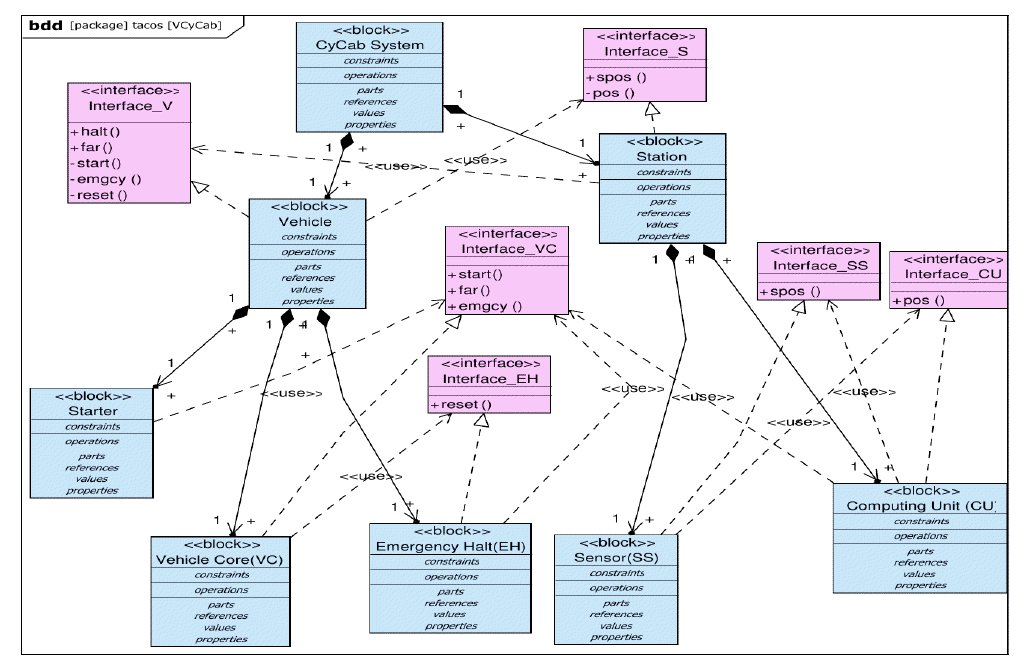 bdd [package] tacos [VCyCab]
<<block>>
CyCab System
constraints
operations
parts
references
values
properties
<<interface>>
Interface_S
+ spos ()
- pos ()
<<interface>>
Interface_V
+ halt ()
+ far ()
- start ()
- emgcy ()
- reset ()
1
+
1
+
1
+
1
+
<<use>>
<<use>>
<<block>>
Station
constraints
operations
parts
references
values
properties
<<block>>
Vehicle
constraints
operations
parts
references
values
properties
<<interface>>
Interface_VC
+ start ()
+ far ()
+ emgcy ()
<<interface>>
Interface_SS
+ spos ()
<<interface>>
Interface_CU
+ pos ()
1
+
1
+
1
+
1
+
1
+
<<interface>>
Interface_EH
+ reset ()
<<use>>
<<use>>
<<use>>
<<use>>
<<use>>
<<block>>
Starter
constraints
operations
parts
references
values
properties
1
+
1
+
1
+
1
+
<<block>>
Vehicle Core(VC)
constraints
operations
parts
references
values
properties
<<block>>
Emergency Halt(EH)
constraints
operations
parts
references
values
properties
<<block>>
Sensor(SS)
constraints
operations
parts
references
values
properties
<<block>>
Computing Unit (CU)
constraints
operations
parts
references
values
properties